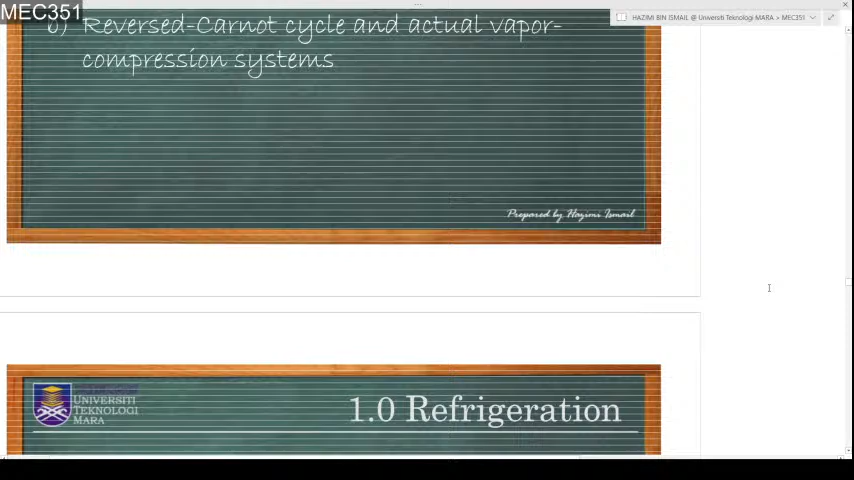 MEC351
HAZIMI BIN ISMAIL @ Universiti Teknologi MARA > MEC351
b) Reversed-Carnot cycle and actual vapor-
compression systems
Prepared by Hazimi Ismail
UNIVERSITI
TEKNOLOGI
MARA
1.0 Refrigeration